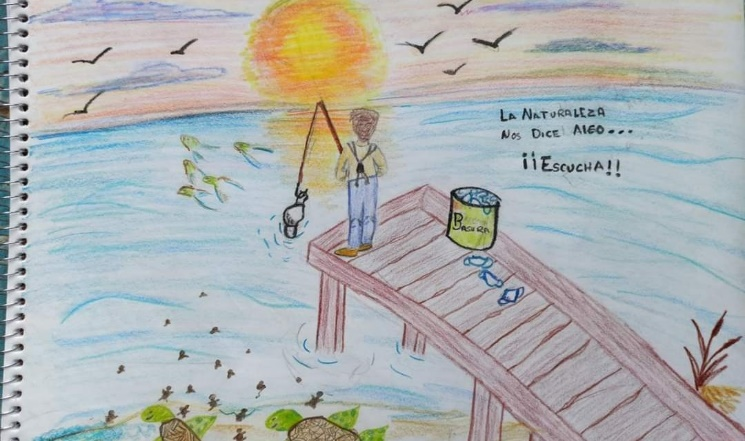 LA NATURALEZA
NOS DICE ALGO...
¡¡ESCUCHA!!
BASURA